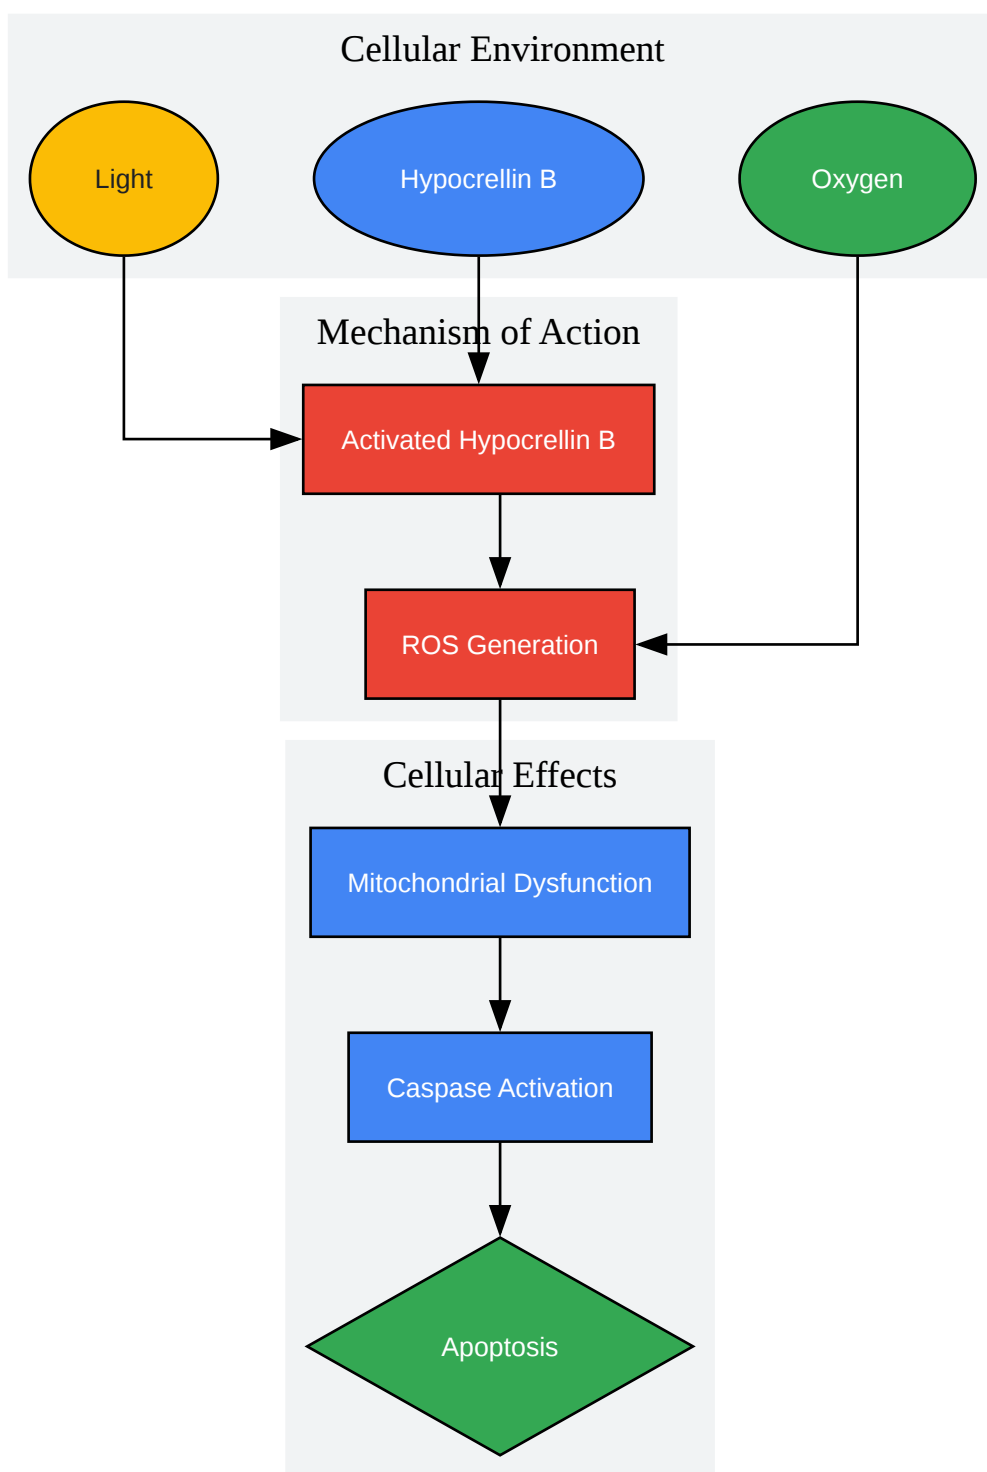 Cellular Environment
Light
Hypocrellin B
Oxygen
Mechanism of Action
Activated Hypocrellin B
ROS Generation
Cellular Effects
Mitochondrial Dysfunction
Caspase Activation
Apoptosis